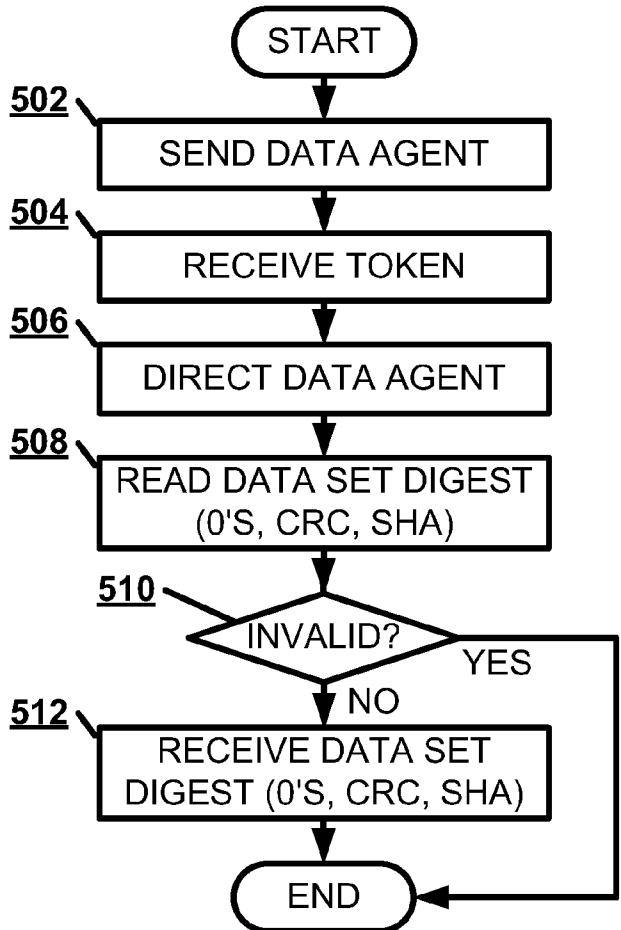 START
502
SEND DATA AGENT
504
RECEIVE TOKEN
506
DIRECT DATA AGENT
508
READ DATA SET DIGEST
(0'S, CRC, SHA)
510
INVALID?
YES
NO
512
RECEIVE DATA SET
DIGEST (0'S, CRC, SHA)
END